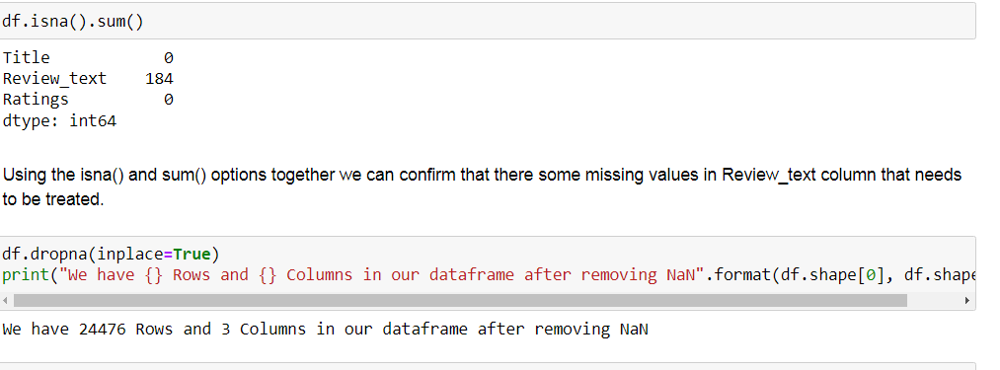 df.isna().sum()
Title 0
Review_text 184
Ratings 0
dtype: int64
Using the isna() and sum() options together we can confirm that there some missing values in Review_text column that needs
to be treated.
df.dropna(inplace=True)
print("We have {} Rows and {} Columns in our dataframe after removing NaN".format(df.shape[0], df.shape
We have 24476 Rows and 3 Columns in our dataframe after removing NaN